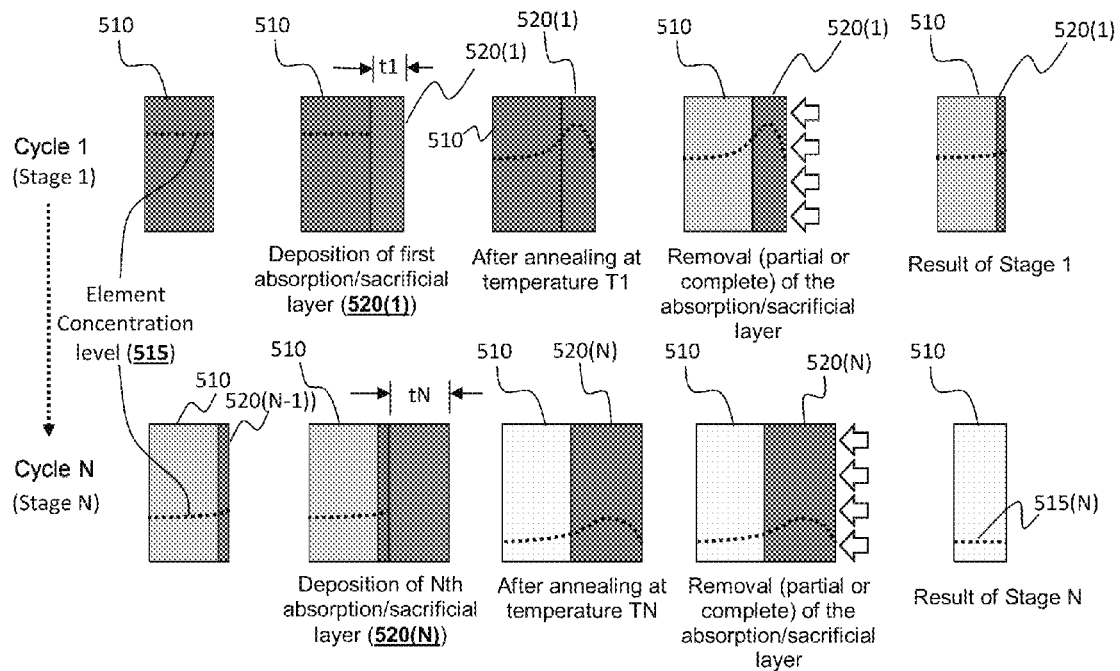 510
510
t1
520(1)
520(1)
510
510
520(1)
510
520(1)
Cycle 1
(Stage 1)
Deposition of first
absorption/sacrificial
layer (520(1))
After annealing at
temperature T1
Removal (partial or
complete) of the
absorption/sacrificial
layer
Result of Stage 1
Element
Concentration
level (515)
510
520(N-1))
510
tN
510
520(N)
510
520(N)
510
515(N)
Cycle N
(Stage N)
Deposition of Nth
absorption/sacrificial
layer (520(N))
After annealing at
temperature TN
Removal (partial or
complete) of the
absorption/sacrificial
layer
Result of Stage N